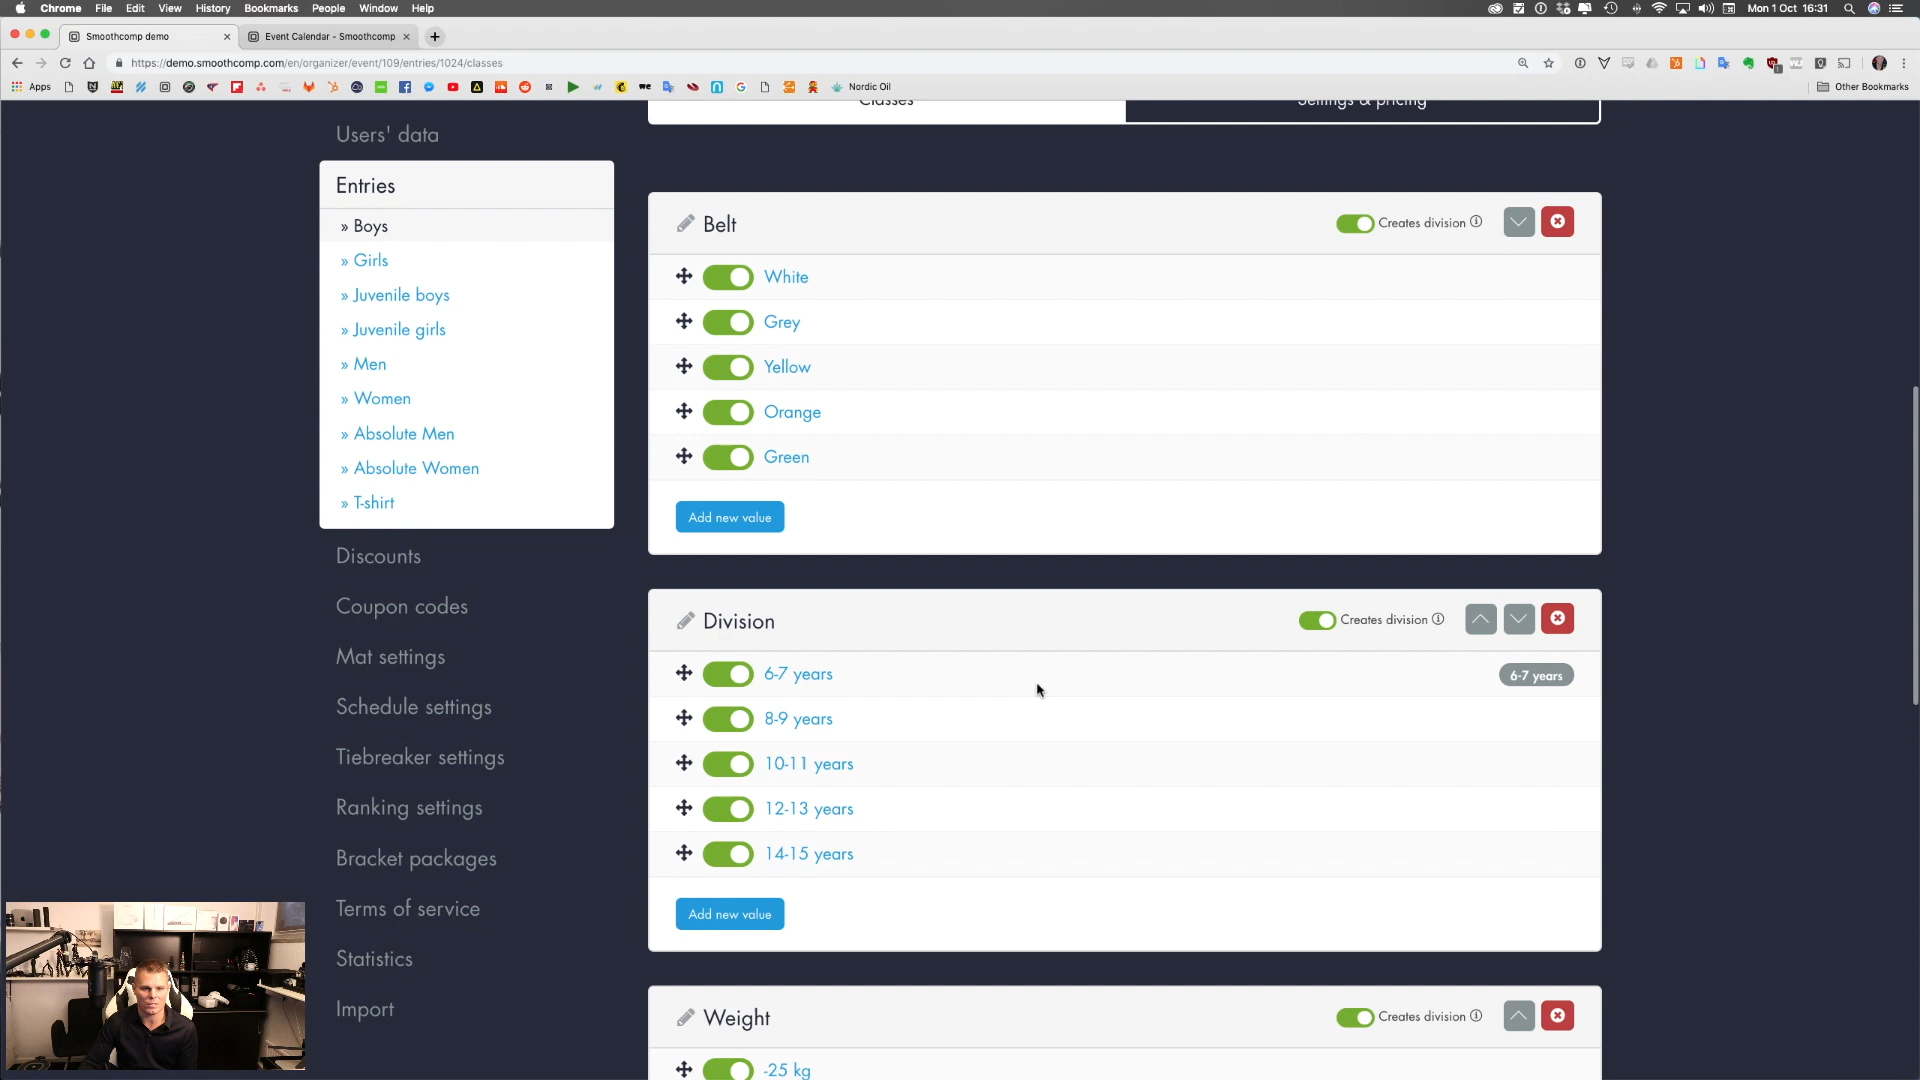 Chrome File Edit View History Bookmarks People Window Help
Mon 1 Oct 16:31
Smoothcomp demo
Event Calendar - Smoothcomp
https://demo.smoothcomp.com/en/organizer/event/109/entries/1024/classes
Apps
Nordic Oil
Other Bookmarks
Classes
Settings & pricing
Users' data
Entries
» Boys
» Girls
» Juvenile boys
» Juvenile girls
» Men
» Women
» Absolute Men
» Absolute Women
» T-shirt
Discounts
Coupon codes
Mat settings
Schedule settings
Tiebreaker settings
Ranking settings
Bracket packages
Terms of service
Statistics
Import
Belt
Creates division
White
Grey
Yellow
Orange
Green
Add new value
Division
Creates division
6-7 years
6-7 years
8-9 years
10-11 years
12-13 years
14-15 years
Add new value
Weight
Creates division
-25 kg